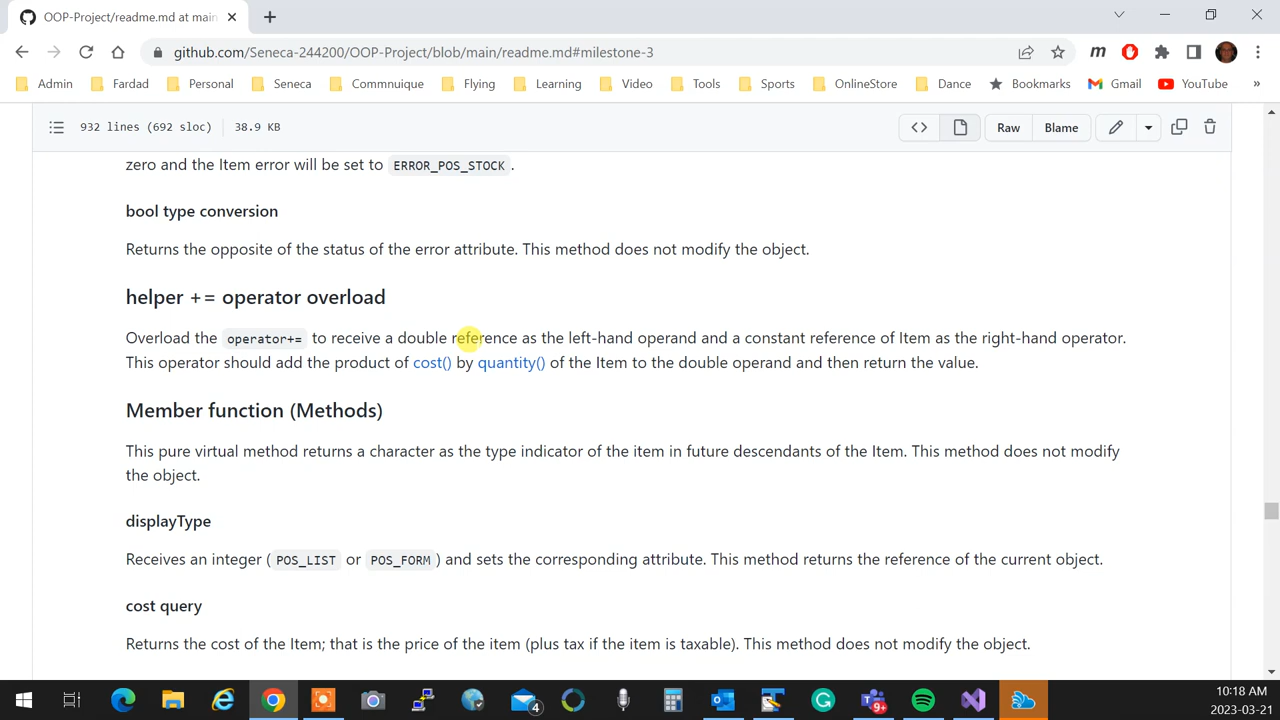 OOP-Project/readme.md at main
github.com/Seneca-244200/OOP-Project/blob/main/readme.md#milestone-3
Admin Fardad Personal Seneca Commnuique Flying Learning Video Tools Sports OnlineStore Dance Bookmarks Gmail YouTube »
932 lines (692 sloc) 38.9 KB Raw Blame
zero and the Item error will be set to ERROR_POS_STOCK .
bool type conversion
Returns the opposite of the status of the error attribute. This method does not modify the object.
helper += operator overload
Overload the operator+= to receive a double reference as the left-hand operand and a constant reference of Item as the right-hand operator.
This operator should add the product of cost() by quantity() of the Item to the double operand and then return the value.
Member function (Methods)
This pure virtual method returns a character as the type indicator of the item in future descendants of the Item. This method does not modify
the object.
displayType
Receives an integer ( POS_LIST or POS_FORM ) and sets the corresponding attribute. This method returns the reference of the current object.
cost query
Returns the cost of the Item; that is the price of the item (plus tax if the item is taxable). This method does not modify the object.
4
9+
10:18 AM
2023-03-21